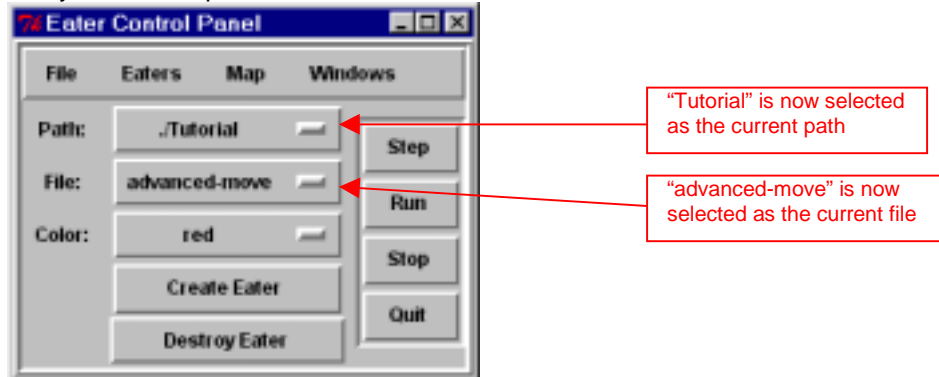 Eater Control Panel
File Eaters Map Windows
Path: ./Tutorial
File: advanced-move
Color: red
Create Eater
Destroy Eater
Step
Run
Stop
Quit
“Tutorial” is now selected
as the current path
“advanced-move” is now
selected as the current file